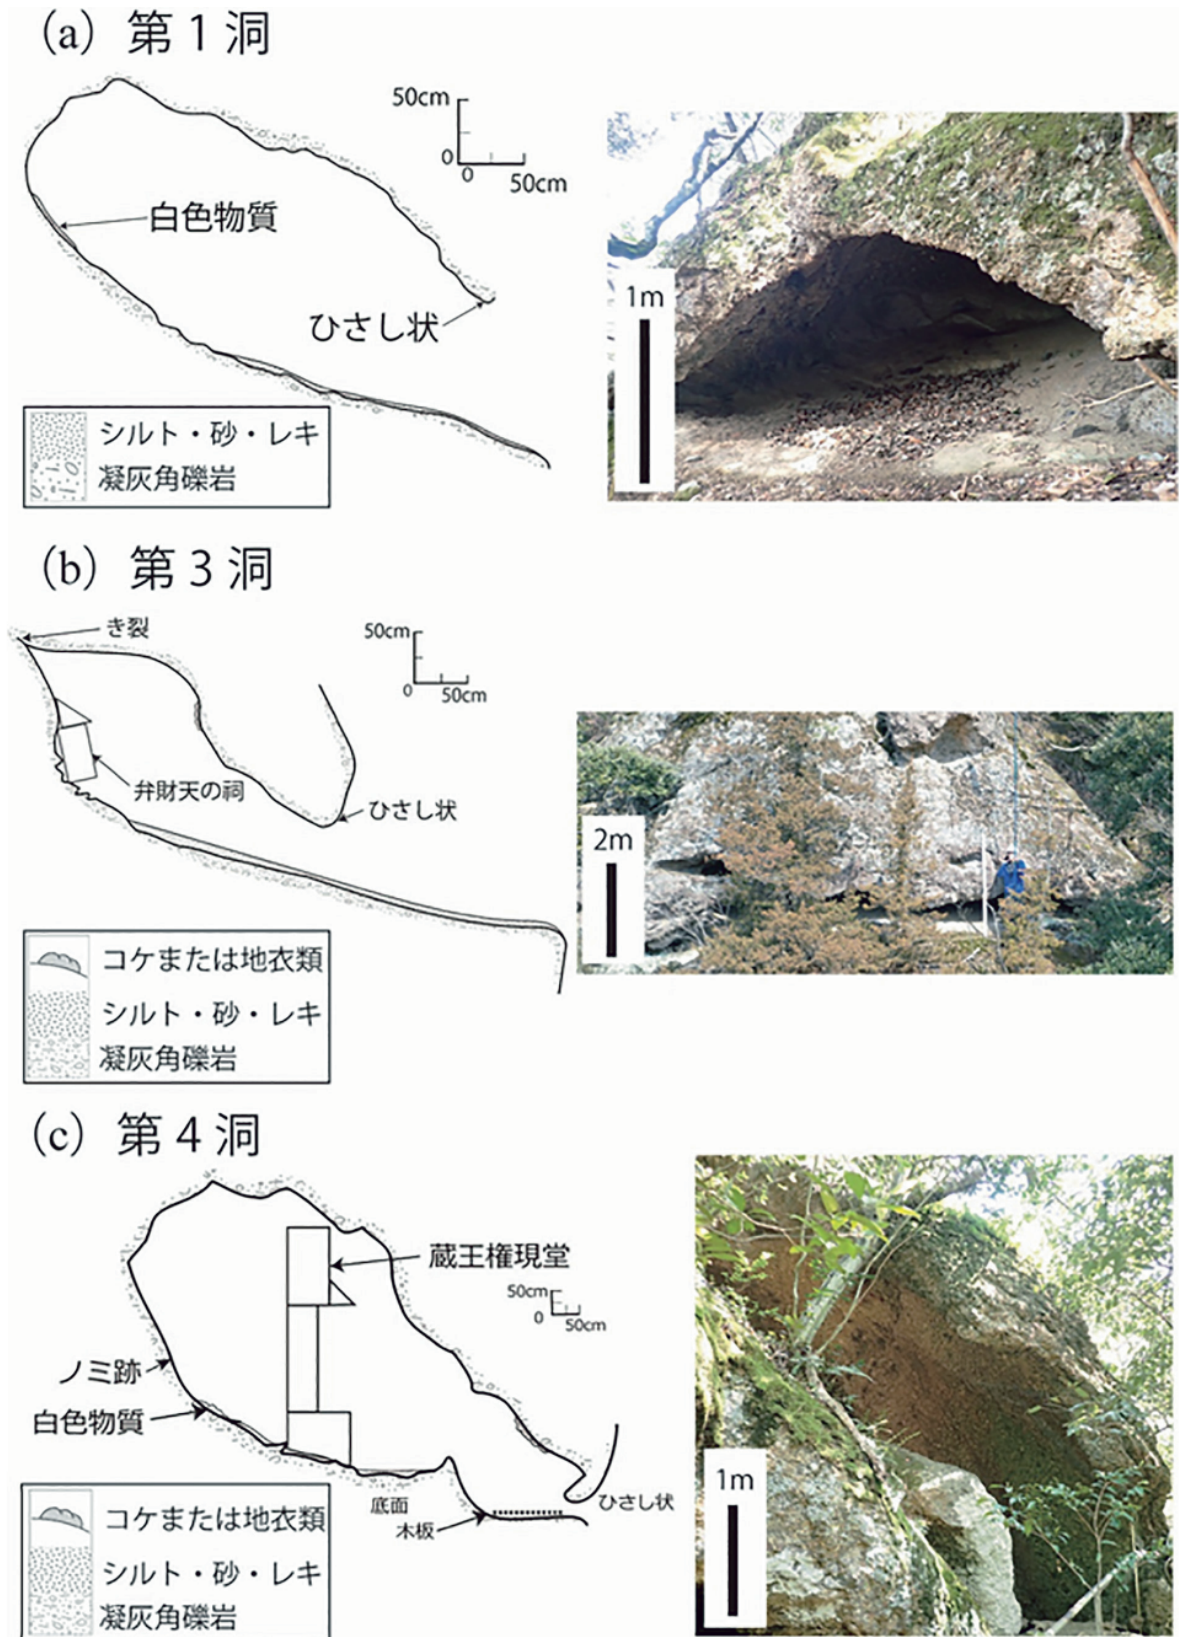 (a) 第1洞
50cm
0
0
50cm
白色物質
ひさし状
1m
シルト・砂・レキ
凝灰角礫岩
(b) 第3洞
き裂
50cm
0
50cm
弁財天の祠
ひさし状
2m
コケまたは地衣類
シルト・砂・レキ
凝灰角礫岩
(c) 第4洞
蔵王権現堂
50cm
0
50cm
ノミ跡
白色物質
底面
木板
ひさし状
1m
コケまたは地衣類
シルト・砂・レキ
凝灰角礫岩